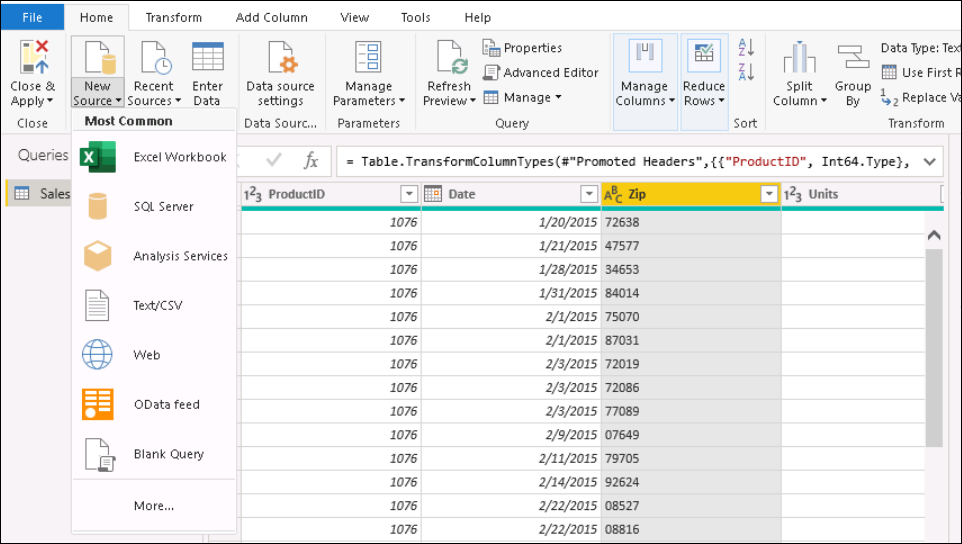 File Home Transform Add Column View Tools Help
Close & Apply
New Source
Recent Sources
Enter Data
Data source settings
Manage Parameters
Refresh Preview
Properties
Advanced Editor
Manage
Manage Columns
Reduce Rows
Split Column
Group By
Data Type: Tex
Use First R
Replace Va
Close Data Sourc... Parameters Query Sort Transform
Most Common
Excel Workbook
SQL Server
Analysis Services
Text/CSV
Web
OData feed
Blank Query
More...
Queries
Sales
fx = Table.TransformColumnTypes(#"Promoted Headers",{{"ProductID", Int64.Type},
123 ProductID Date ABC Zip 123 Units
1076 1/20/2015 72638
1076 1/21/2015 47577
1076 1/28/2015 34653
1076 1/31/2015 84014
1076 2/1/2015 75070
1076 2/1/2015 87031
1076 2/3/2015 72019
1076 2/3/2015 72086
1076 2/3/2015 77089
1076 2/9/2015 07649
1076 2/11/2015 79705
1076 2/14/2015 92624
1076 2/22/2015 08527
1076 2/22/2015 08816